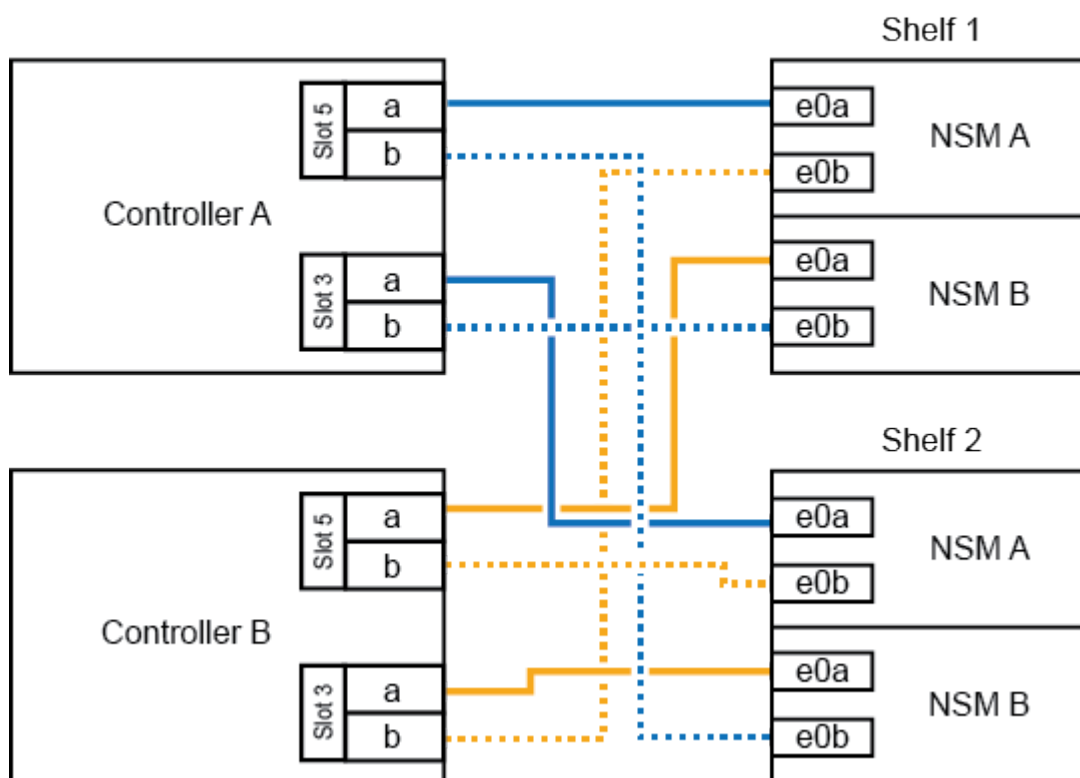 Shelf 1
Controller A
Slot 5
a
b
Slot 3
a
b
e0a
e0b
NSM A
e0a
e0b
NSM B
Shelf 2
Controller B
Slot 5
a
b
Slot 3
a
b
e0a
e0b
NSM A
e0a
e0b
NSM B